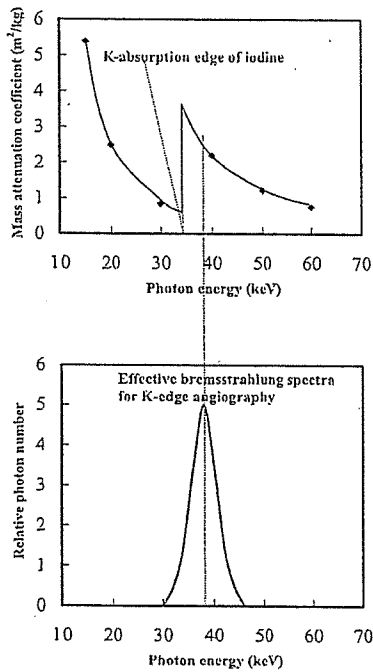 Mass attenuation coefficient (m²/kg)
6
5
4
3
2
1
0
K-absorption edge of iodine
10 20 30 40 50 60 70
Photon energy (keV)
Relative photon number
6
5
4
3
2
1
0
Effective bremsstrahlung spectra
for K-edge angiography
10 20 30 40 50 60 70
Photon energy (keV)